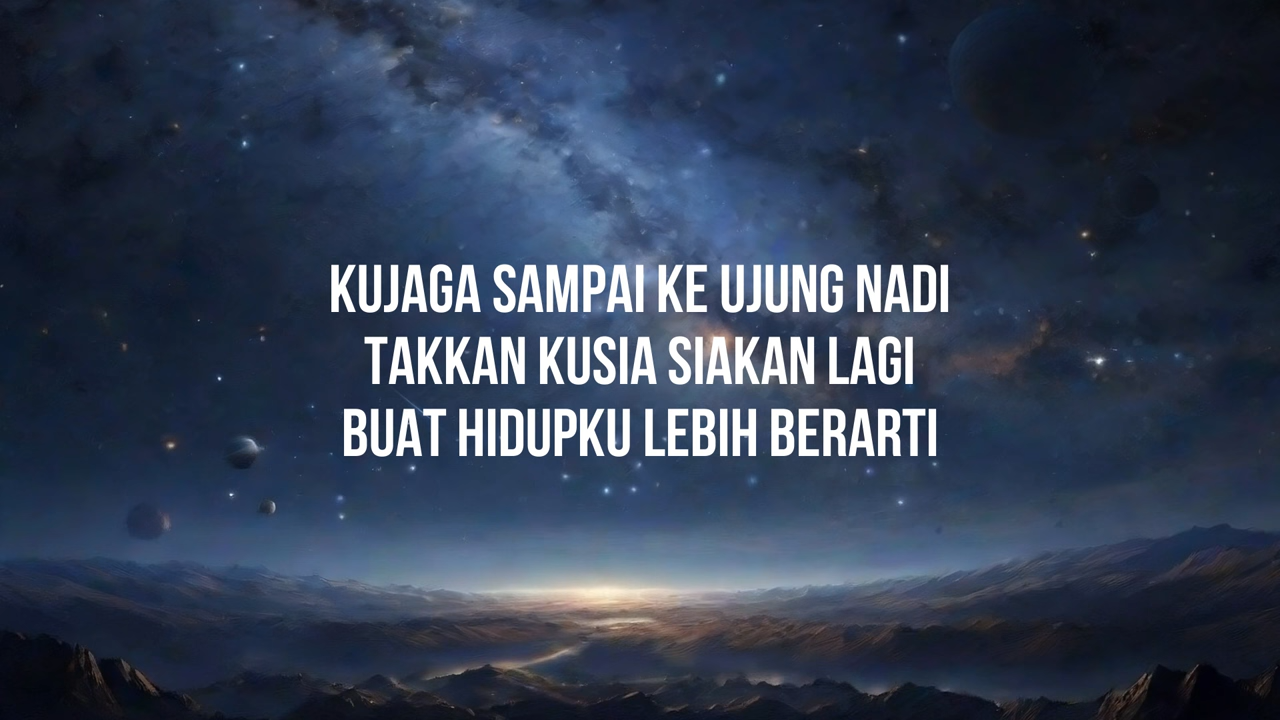 KUJAGA SAMPAI KE UJUNG NADI
TAKKAN KUSIA SIAKAN LAGI
BUAT HIDUPKU LEBIH BERARTI